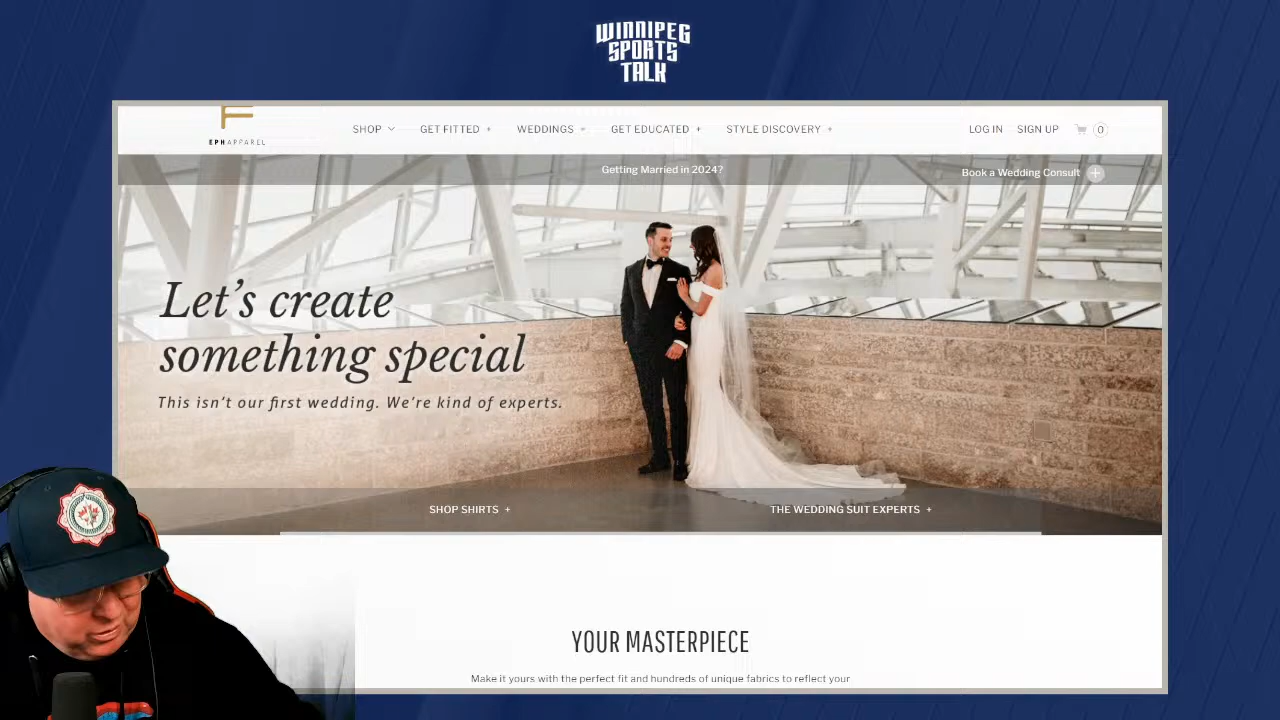 WINNIPEG
SPORTS
TALK
EPH APPAREL
SHOP
GET FITTED +
WEDDINGS +
GET EDUCATED +
STYLE DISCOVERY +
LOG IN
SIGN UP
0
Getting Married in 2024?
Book a Wedding Consult +
Let's create
something special
This isn't our first wedding. We're kind of experts.
SHOP SHIRTS +
THE WEDDING SUIT EXPERTS +
YOUR MASTERPIECE
Make it yours with the perfect fit and hundreds of unique fabrics to reflect your